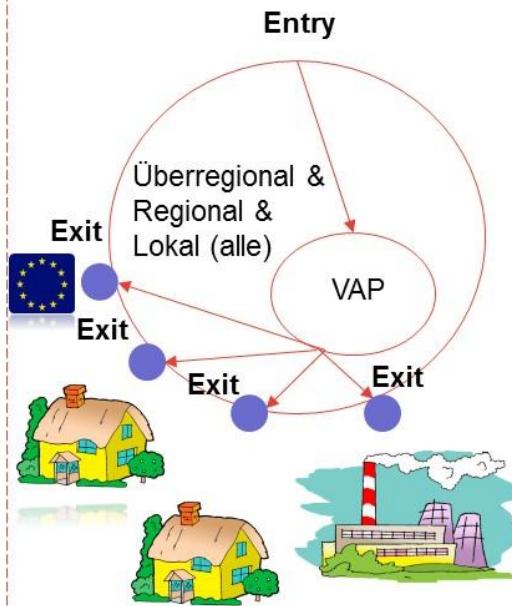 Entry
Überregional &
Regional &
Lokal (alle)
Exit
VAP
Exit
Exit
Exit